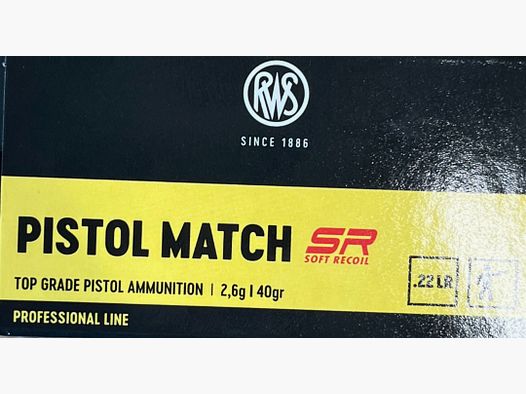 RWS
SINCE 1886
PISTOL MATCH SR
SOFT RECOIL
TOP GRADE PISTOL AMMUNITION | 2,6g | 40gr
.22 LR
PROFESSIONAL LINE